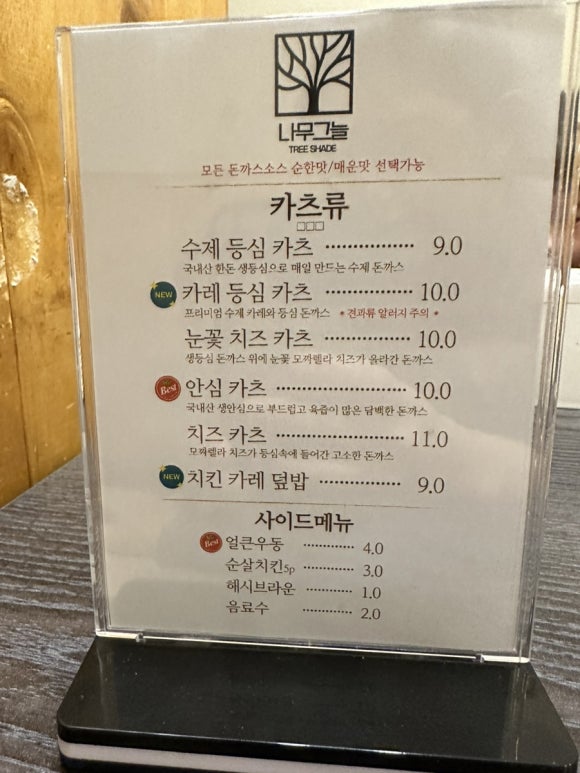 나무그늘
TREE SHADE
모든 돈까스소스 순한맛/매운맛 선택가능
카츠류
□□□
수제 등심 카츠 ················· 9.0
국내산 한돈 생등심으로 매일 만드는 수제 돈까스
NEW 카레 등심 카츠 ················· 10.0
프리미엄 수제 카레와 등심 돈까스 * 견과류 알러지 주의 *
눈꽃 치즈 카츠 ················· 10.0
생등심 돈까스 위에 눈꽃 모짜렐라 치즈가 올라간 돈까스
Best 안심 카츠 ························· 10.0
국내산 생안심으로 부드럽고 육즙이 많은 담백한 돈까스
치즈 카츠 ························· 11.0
모짜렐라 치즈가 등심속에 들어간 고소한 돈까스
NEW 치킨 카레 덮밥 ················ 9.0
사이드메뉴
Best 얼큰우동 ············· 4.0
순살치킨5p ············· 3.0
해시브라운 ············· 1.0
음료수 ············· 2.0